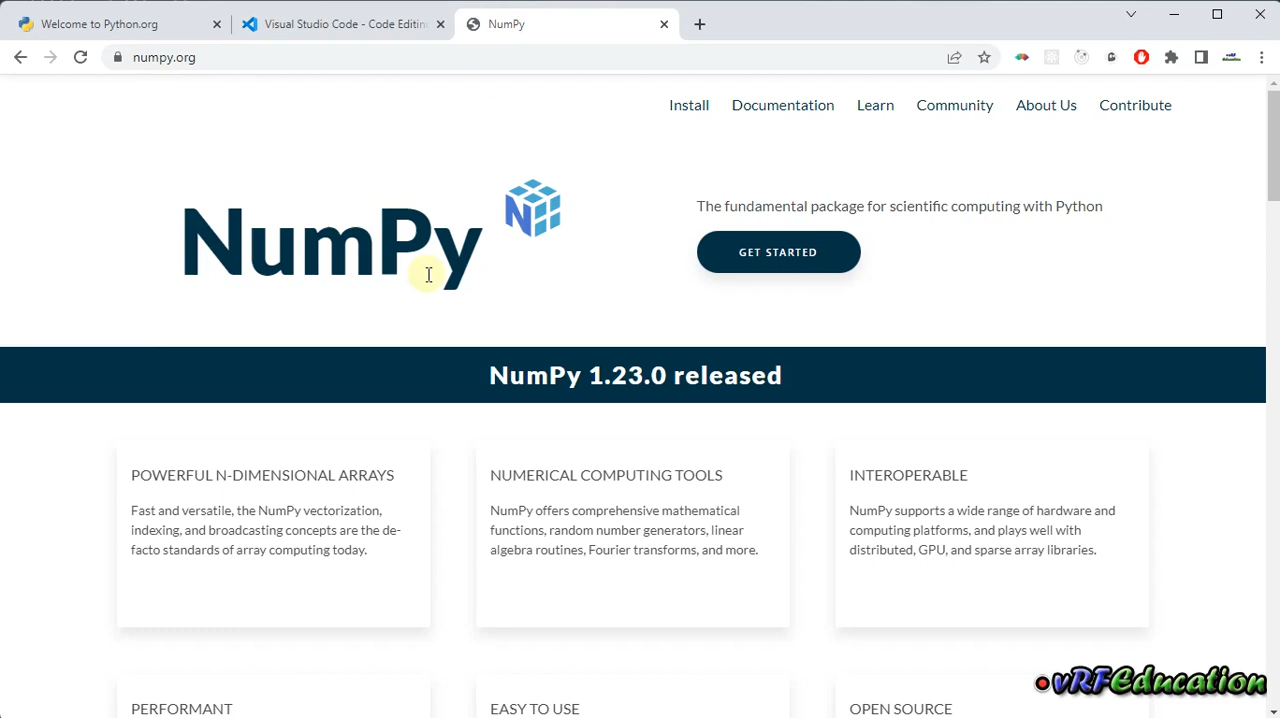 Welcome to Python.org
Visual Studio Code - Code Editin
NumPy
numpy.org
Install Documentation Learn Community About Us Contribute
NumPy
The fundamental package for scientific computing with Python
GET STARTED
NumPy 1.23.0 released
POWERFUL N-DIMENSIONAL ARRAYS
Fast and versatile, the NumPy vectorization,
indexing, and broadcasting concepts are the de-
facto standards of array computing today.
NUMERICAL COMPUTING TOOLS
NumPy offers comprehensive mathematical
functions, random number generators, linear
algebra routines, Fourier transforms, and more.
INTEROPERABLE
NumPy supports a wide range of hardware and
computing platforms, and plays well with
distributed, GPU, and sparse array libraries.
PERFORMANT
EASY TO USE
OPEN SOURCE
vRFEducation